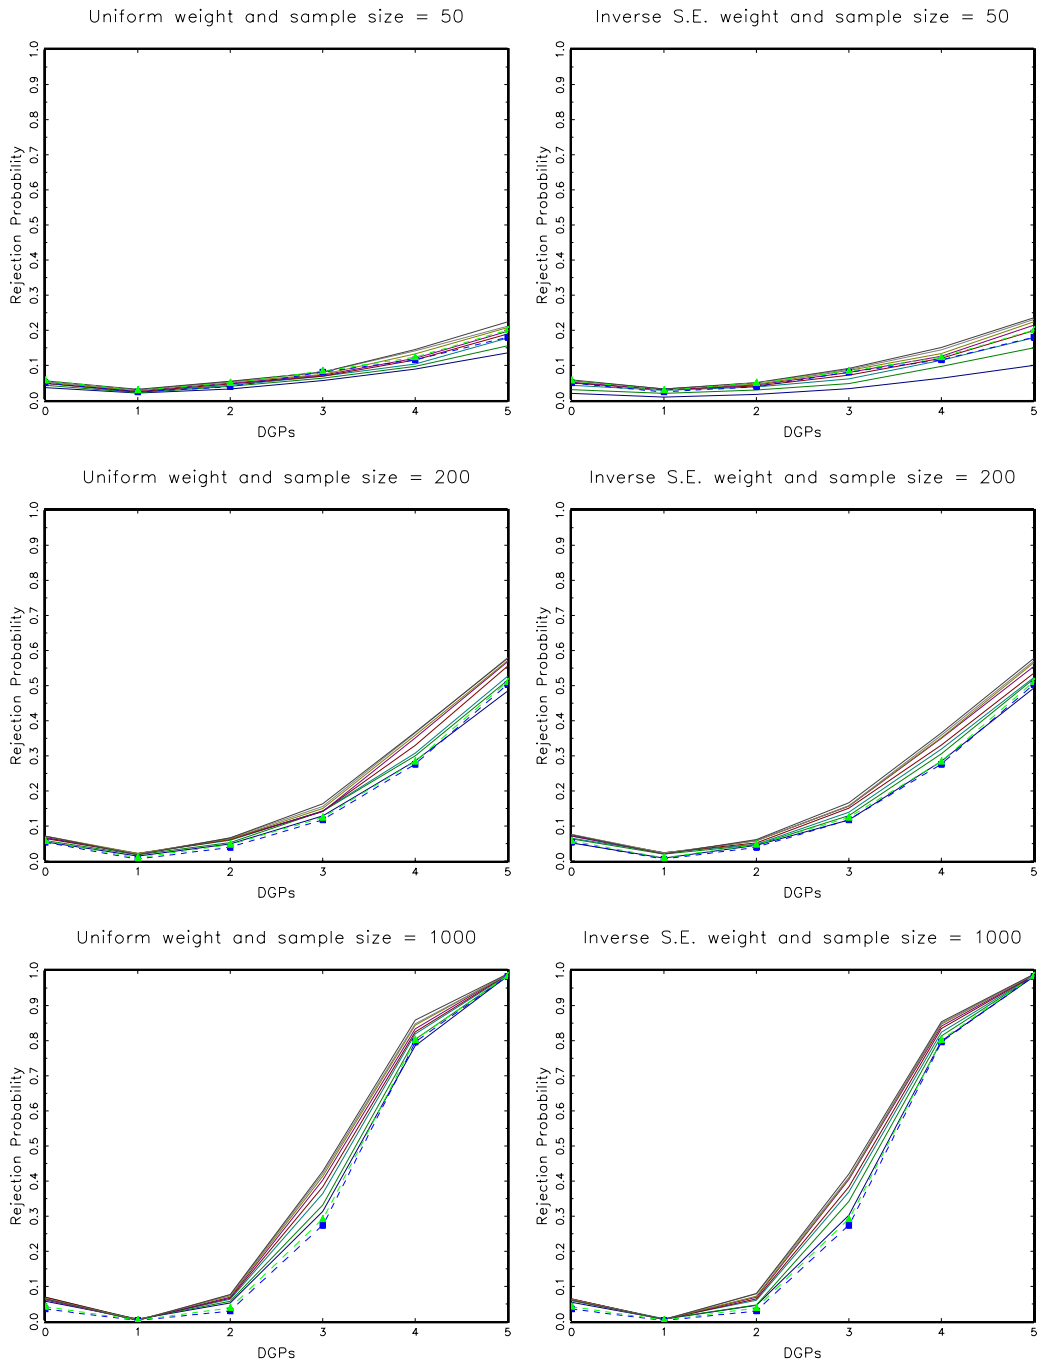 Uniform weight and sample size = 50
Rejection Probability
0.0 0.1 0.2 0.3 0.4 0.5 0.6 0.7 0.8 0.9 1.0
0 1 2 3 4 5
DGPs
Inverse S.E. weight and sample size = 50
Rejection Probability
0.0 0.1 0.2 0.3 0.4 0.5 0.6 0.7 0.8 0.9 1.0
0 1 2 3 4 5
DGPs
Uniform weight and sample size = 200
Rejection Probability
0.0 0.1 0.2 0.3 0.4 0.5 0.6 0.7 0.8 0.9 1.0
0 1 2 3 4 5
DGPs
Inverse S.E. weight and sample size = 200
Rejection Probability
0.0 0.1 0.2 0.3 0.4 0.5 0.6 0.7 0.8 0.9 1.0
0 1 2 3 4 5
DGPs
Uniform weight and sample size = 1000
Rejection Probability
0.0 0.1 0.2 0.3 0.4 0.5 0.6 0.7 0.8 0.9 1.0
0 1 2 3 4 5
DGPs
Inverse S.E. weight and sample size = 1000
Rejection Probability
0.0 0.1 0.2 0.3 0.4 0.5 0.6 0.7 0.8 0.9 1.0
0 1 2 3 4 5
DGPs